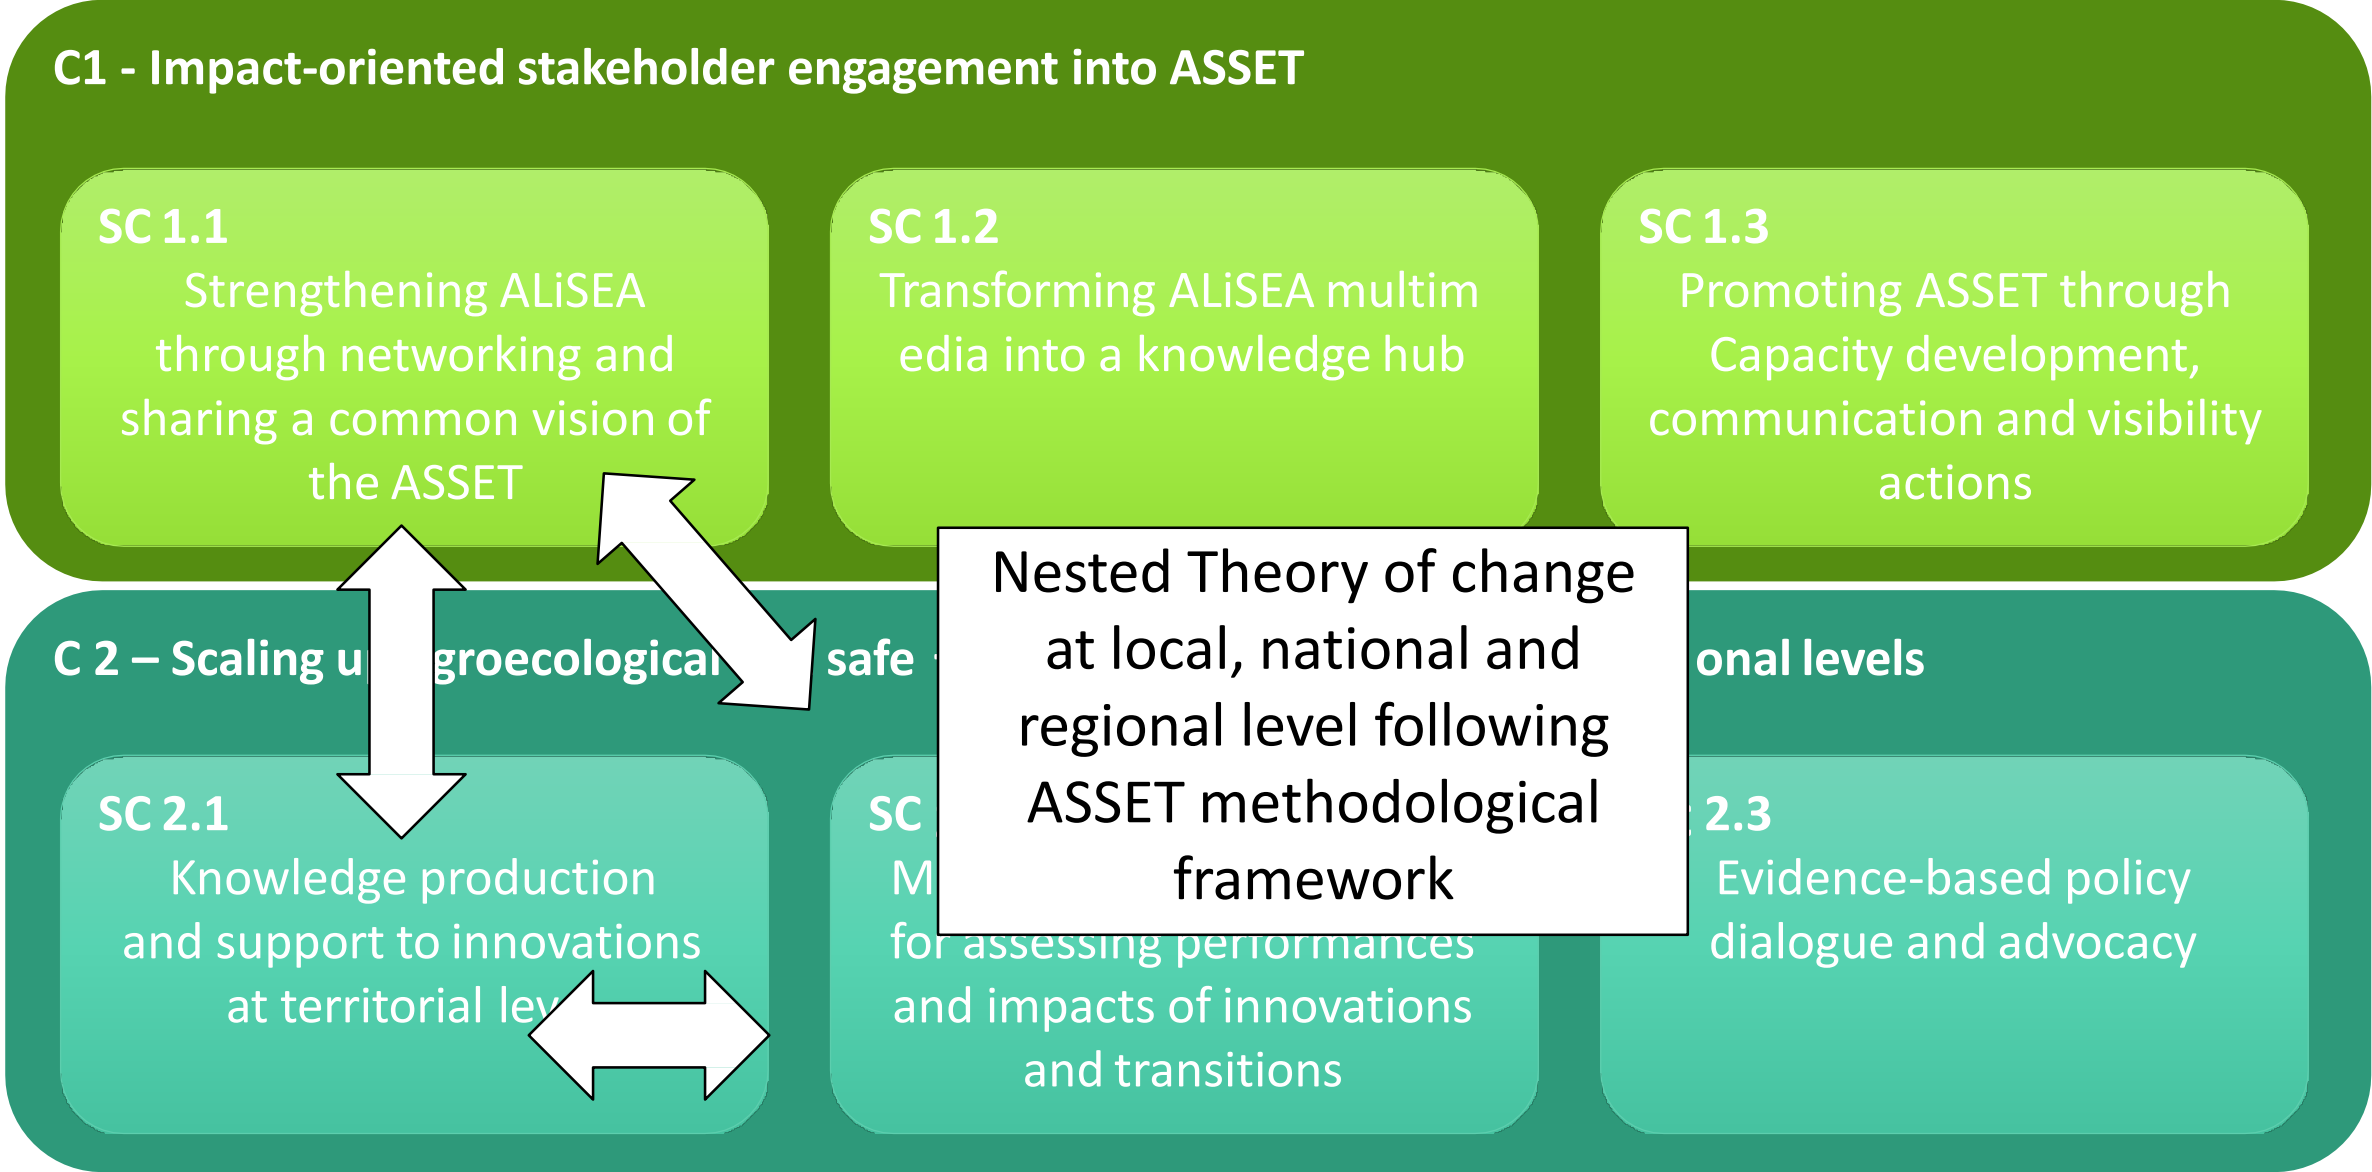 C1 - Impact-oriented stakeholder engagement into ASSET
SC 1.1
Strengthening ALiSEA
through networking and
sharing a common vision of
the ASSET
SC 1.2
Transforming ALiSEA multim
edia into a knowledge hub
SC 1.3
Promoting ASSET through
Capacity development,
communication and visibility
actions
Nested Theory of change
at local, national and
regional level following
ASSET methodological
framework
C 2 – Scaling groecological safe onal levels
SC 2.1
Knowledge production
and support to innovations
at territorial lev
SC
M
for assessing performances
and impacts of innovations
and transitions
2.3
Evidence-based policy
dialogue and advocacy